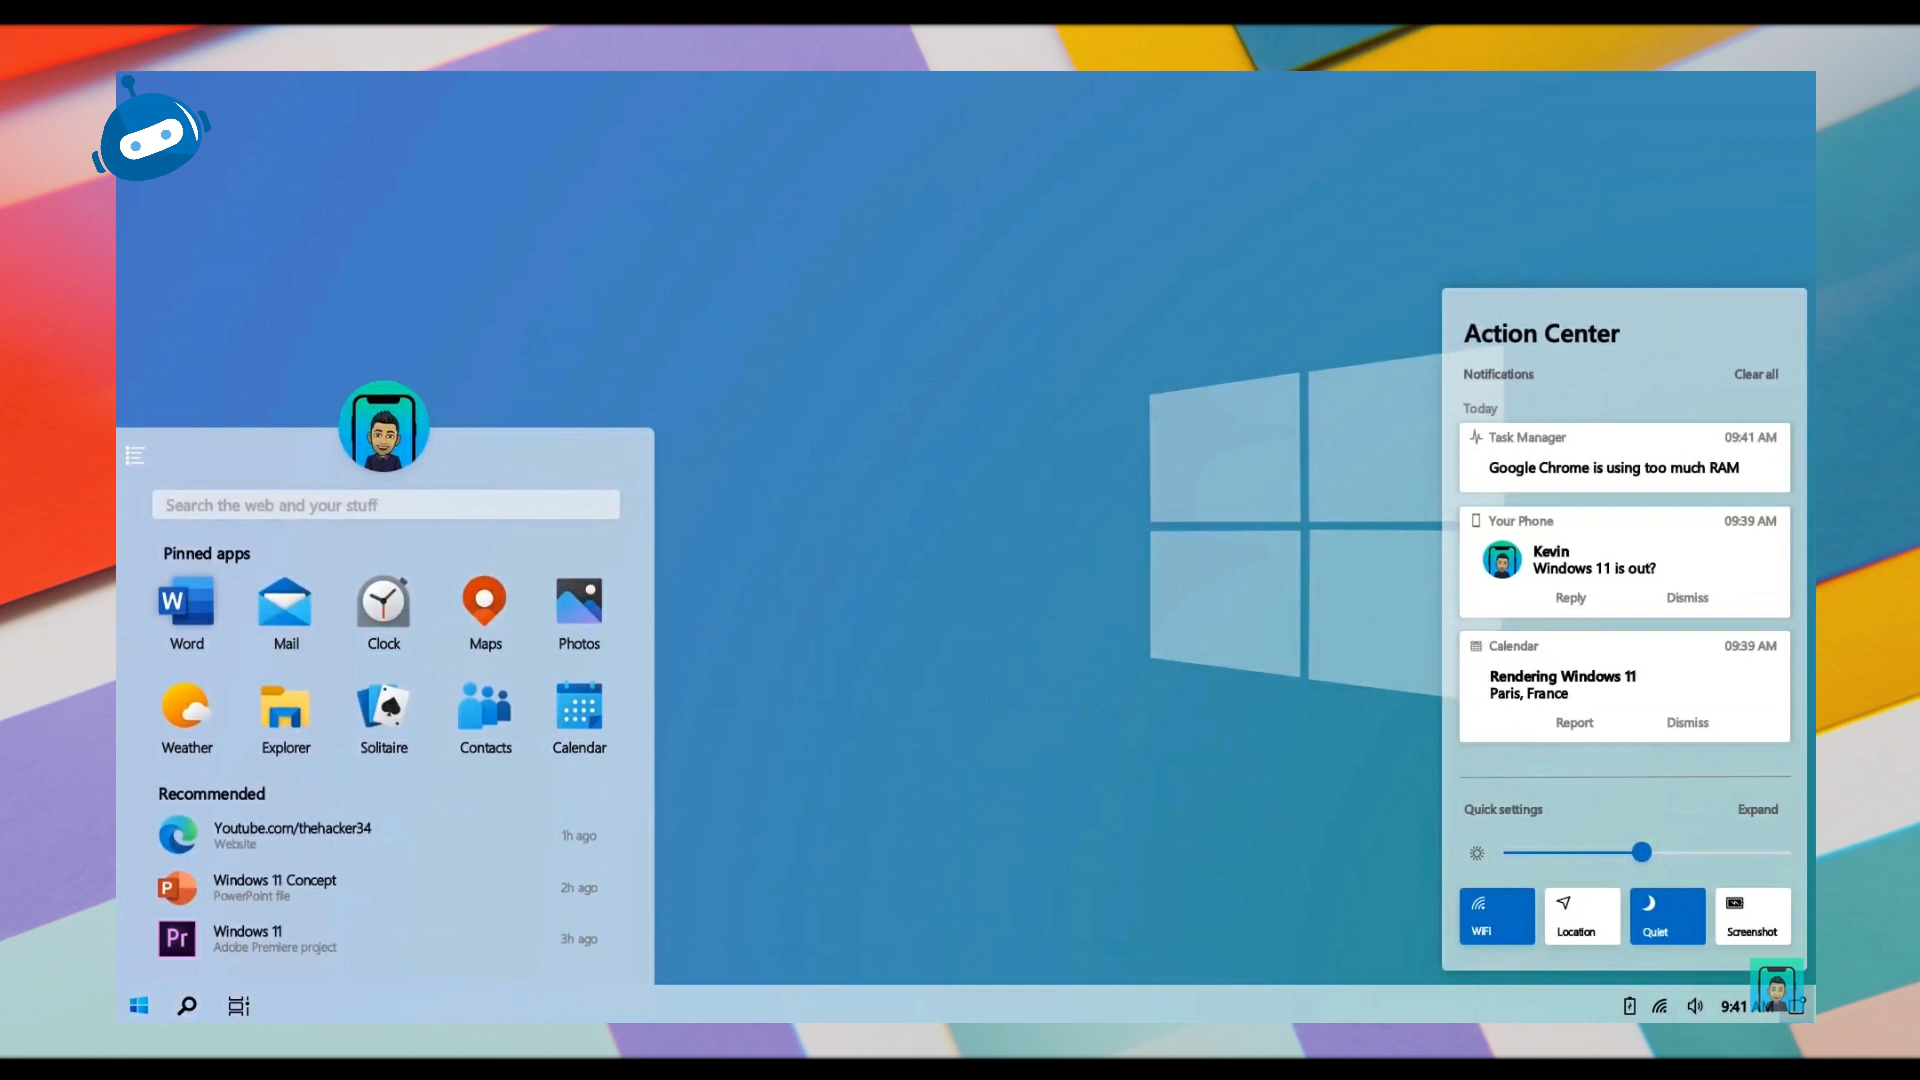 Search the web and your stuff
Pinned apps
W
Word
Mail
Clock
Maps
Photos
Weather
Explorer
Solitaire
Contacts
Calendar
Recommended
Youtube.com/thehacker34
Website
1h ago
P
Windows 11 Concept
PowerPoint file
2h ago
Pr
Windows 11
Adobe Premiere project
3h ago
Action Center
Notifications
Clear all
Today
Task Manager
09:41 AM
Google Chrome is using too much RAM
Your Phone
09:39 AM
Kevin
Windows 11 is out?
Reply
Dismiss
Calendar
09:39 AM
Rendering Windows 11
Paris, France
Report
Dismiss
Quick settings
Expand
WiFi
Location
Quiet
Screenshot
9:41 AM